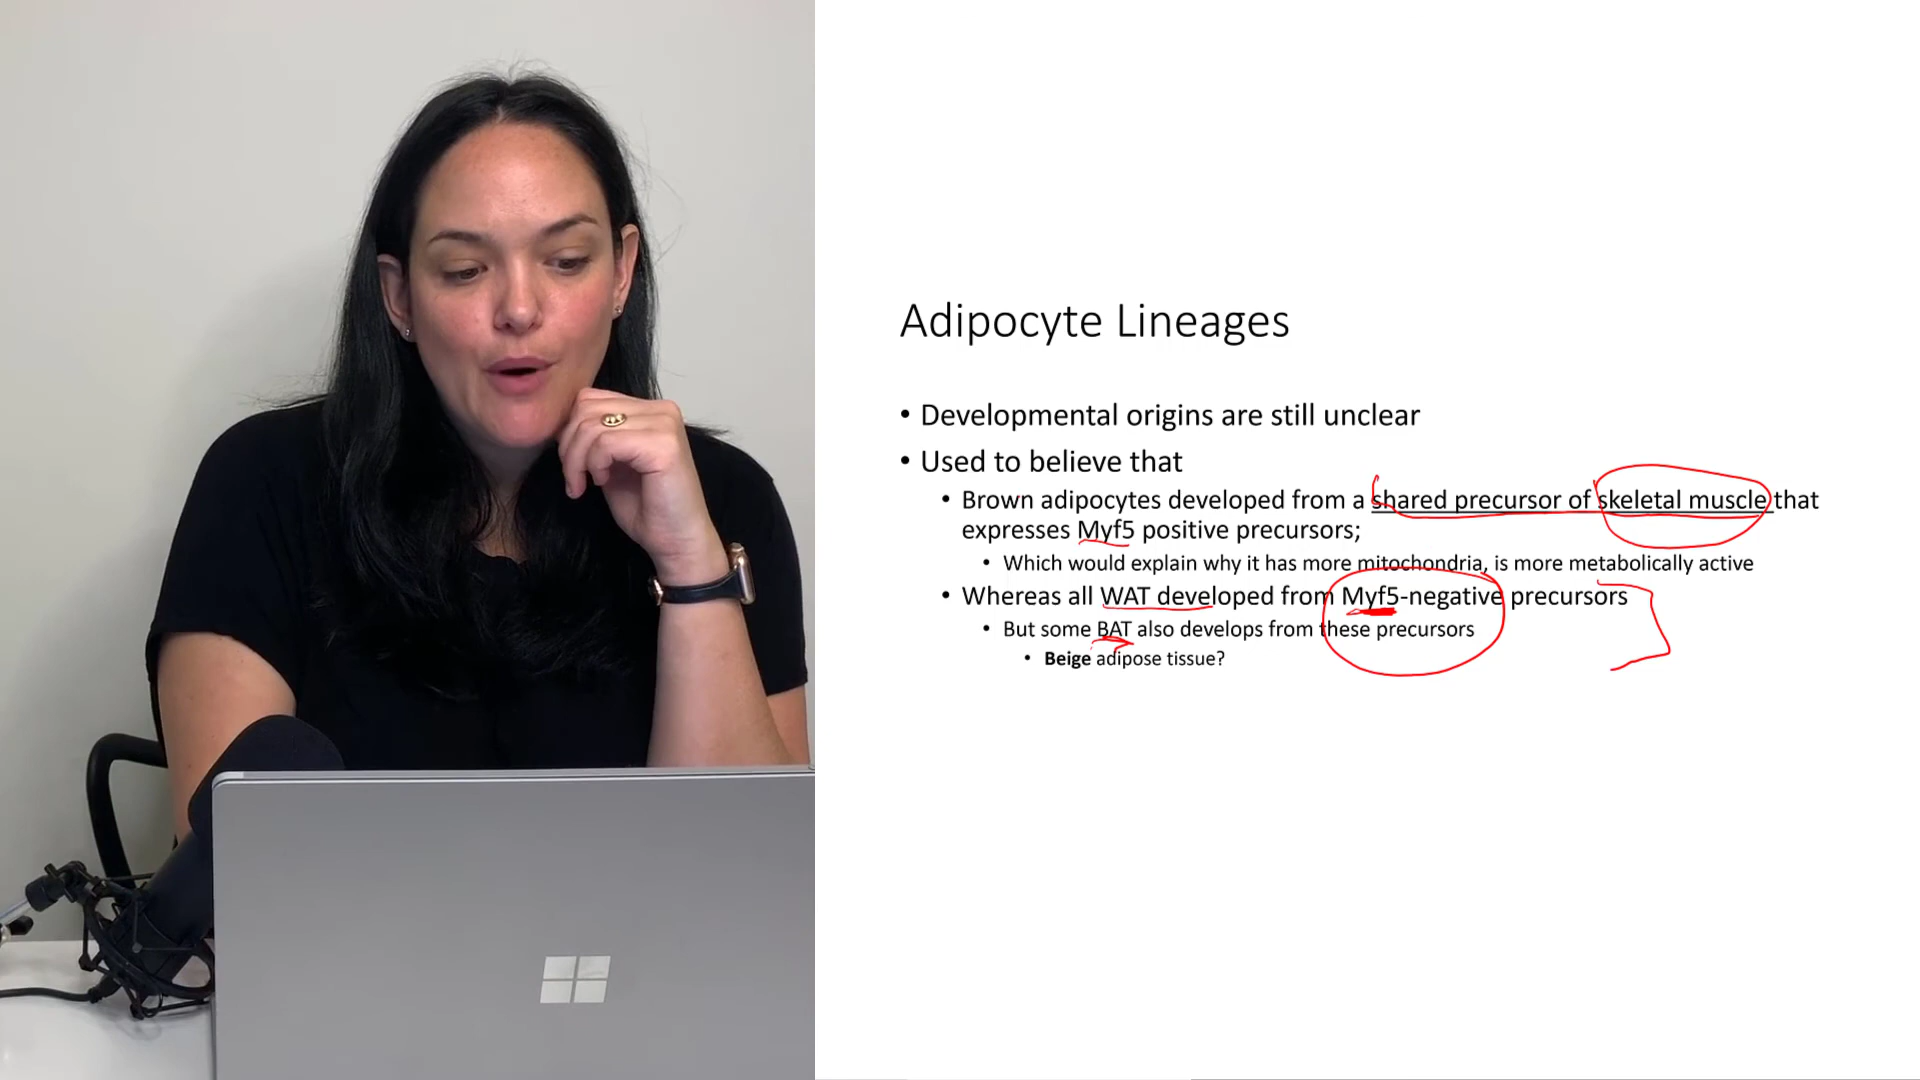 Adipocyte Lineages
• Developmental origins are still unclear
• Used to believe that
• Brown adipocytes developed from a shared precursor of skeletal muscle that
expresses Myf5 positive precursors;
• Which would explain why it has more mitochondria, is more metabolically active
• Whereas all WAT developed from Myf5-negative precursors
• But some BAT also develops from these precursors
• Beige adipose tissue?